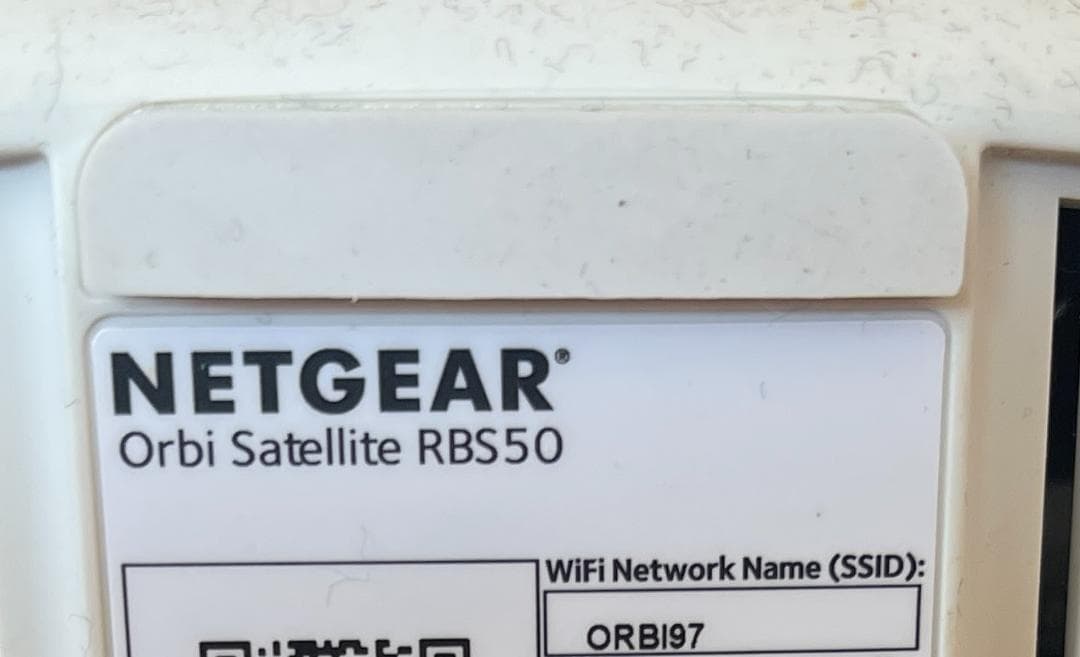 NETGEAR®
Orbi Satellite RBS50
WiFi Network Name (SSID):
ORBI97